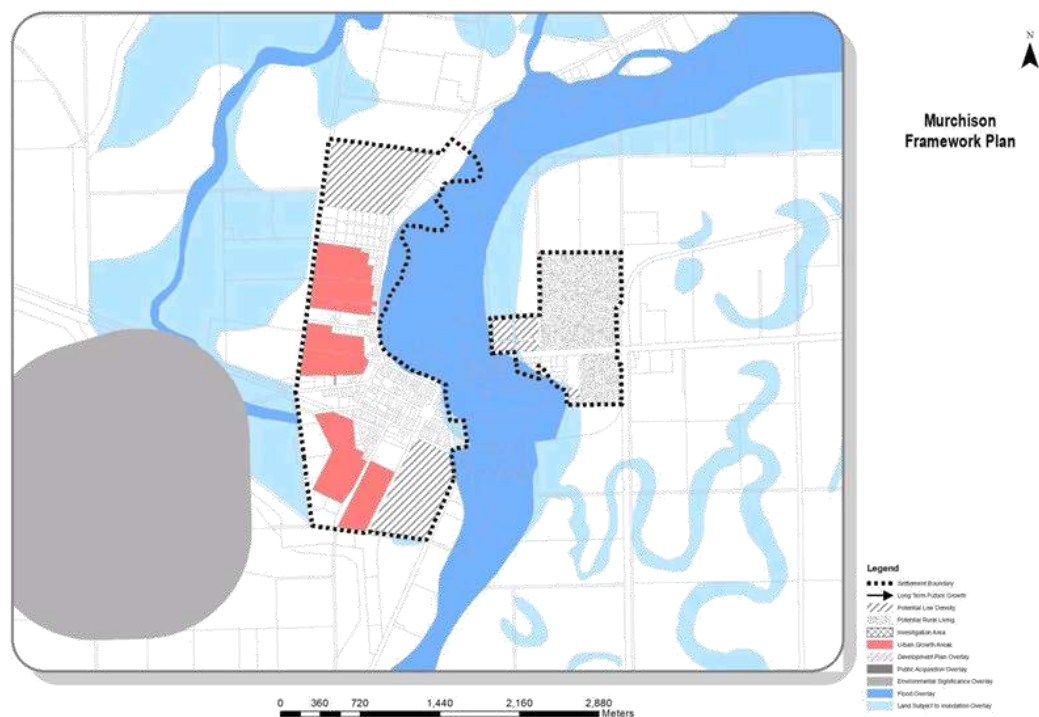 N
Murchison
Framework Plan
Legend
Settlement Boundary
Long Term Future Growth
Potential Low Density
Potential Rural Living
Investigation Area
Urban Growth Areas
Development Plan Overlay
Public Acquisition Overlay
Environmental Significance Overlay
Flood Overlay
Land Subject to Inundation Overlay
0 360 720 1,440 2,160 2,880
Meters